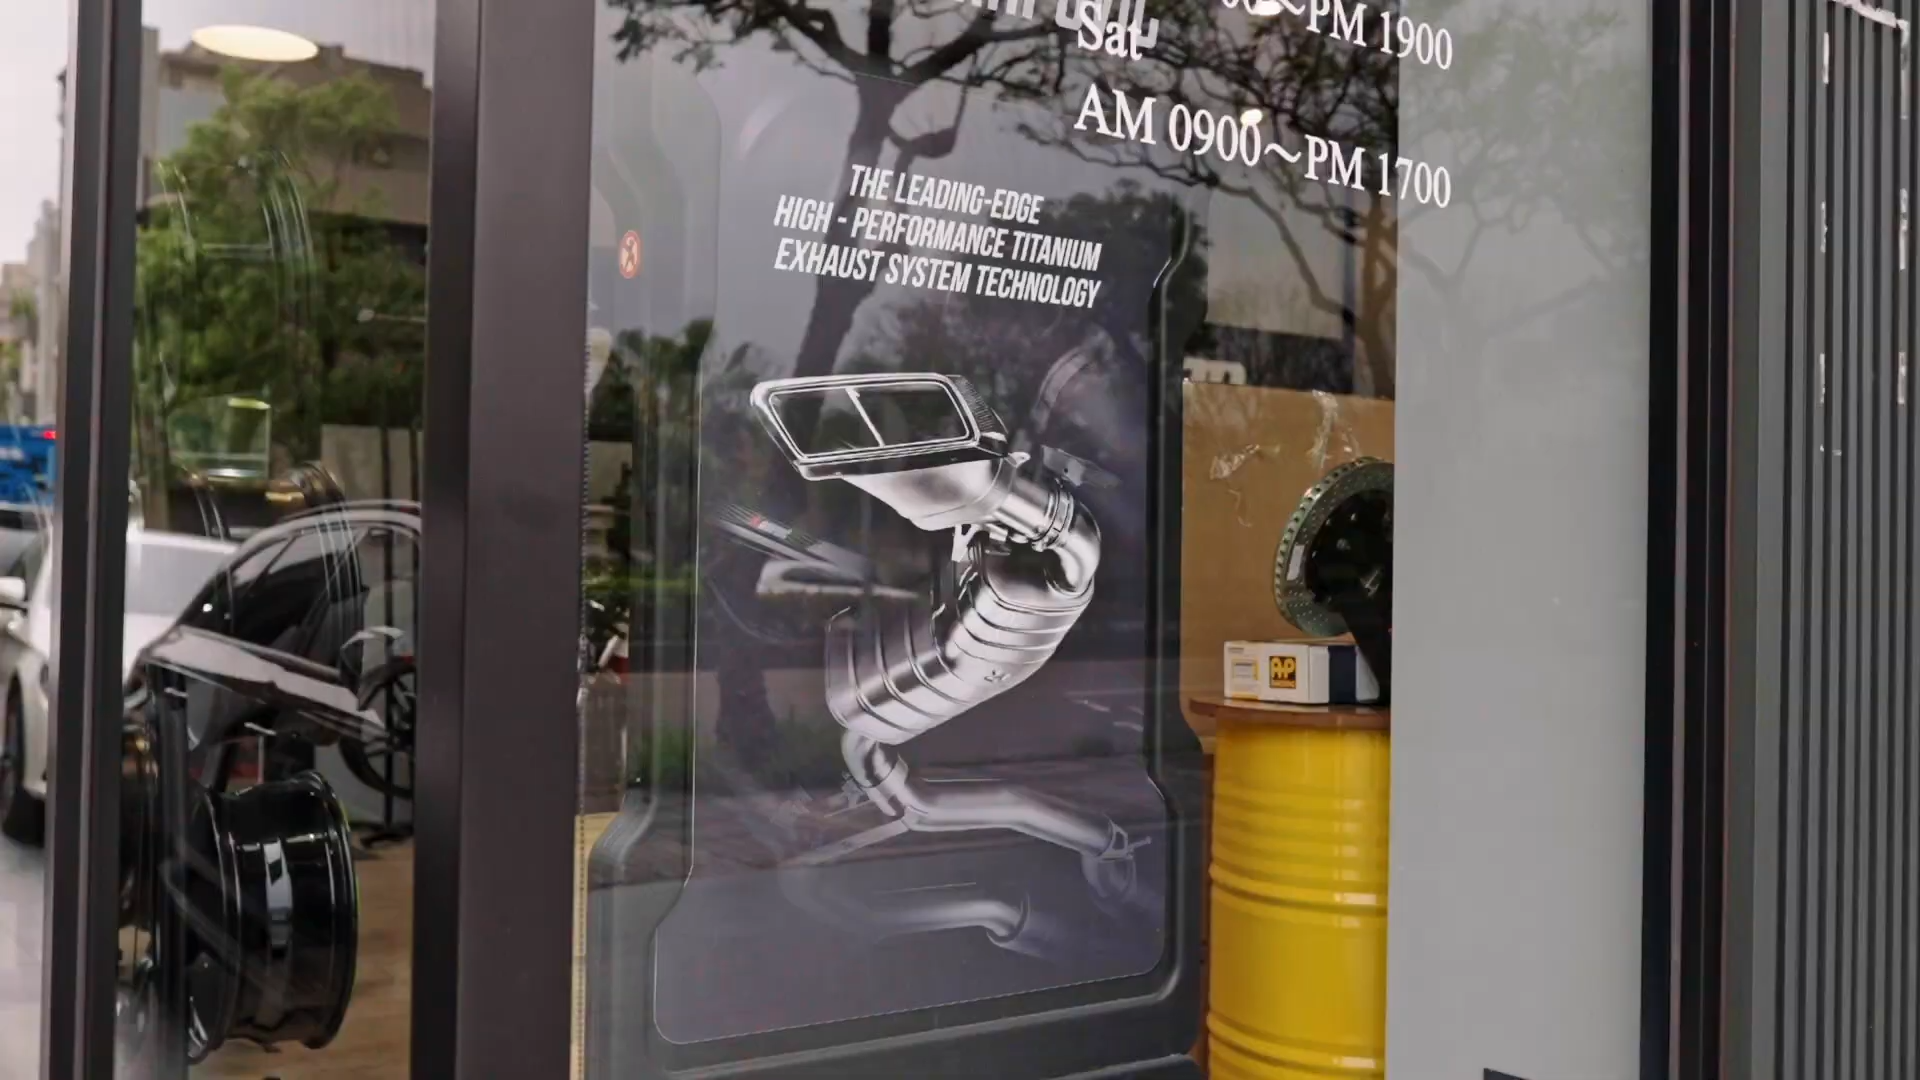 ~PM 1900
Sat
AM 0900~PM 1700
THE LEADING-EDGE
HIGH - PERFORMANCE TITANIUM
EXHAUST SYSTEM TECHNOLOGY
AP